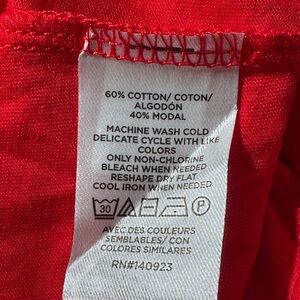 60% COTTON/ COTON/
ALGODÓN
40% MODAL
MACHINE WASH COLD
DELICATE CYCLE WITH LIKE
COLORS
ONLY NON-CHLORINE
BLEACH WHEN NEEDED
RESHAPE DRY FLAT
COOL IRON WHEN NEEDED
30 P
AVEC DES COULEURS
SEMBLABLES/ CON
COLORES SIMILARES
RN#140923